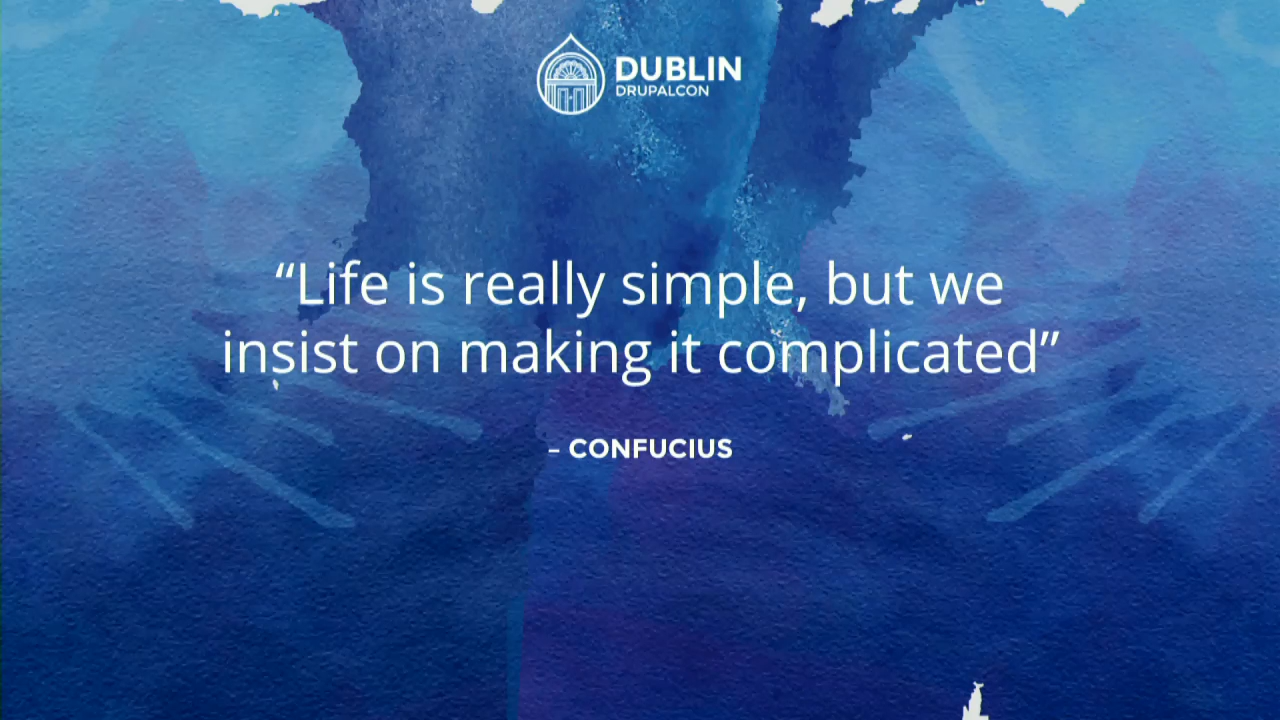 DUBLIN
DRUPALCON
“Life is really simple, but we
insist on making it complicated”
– CONFUCIUS